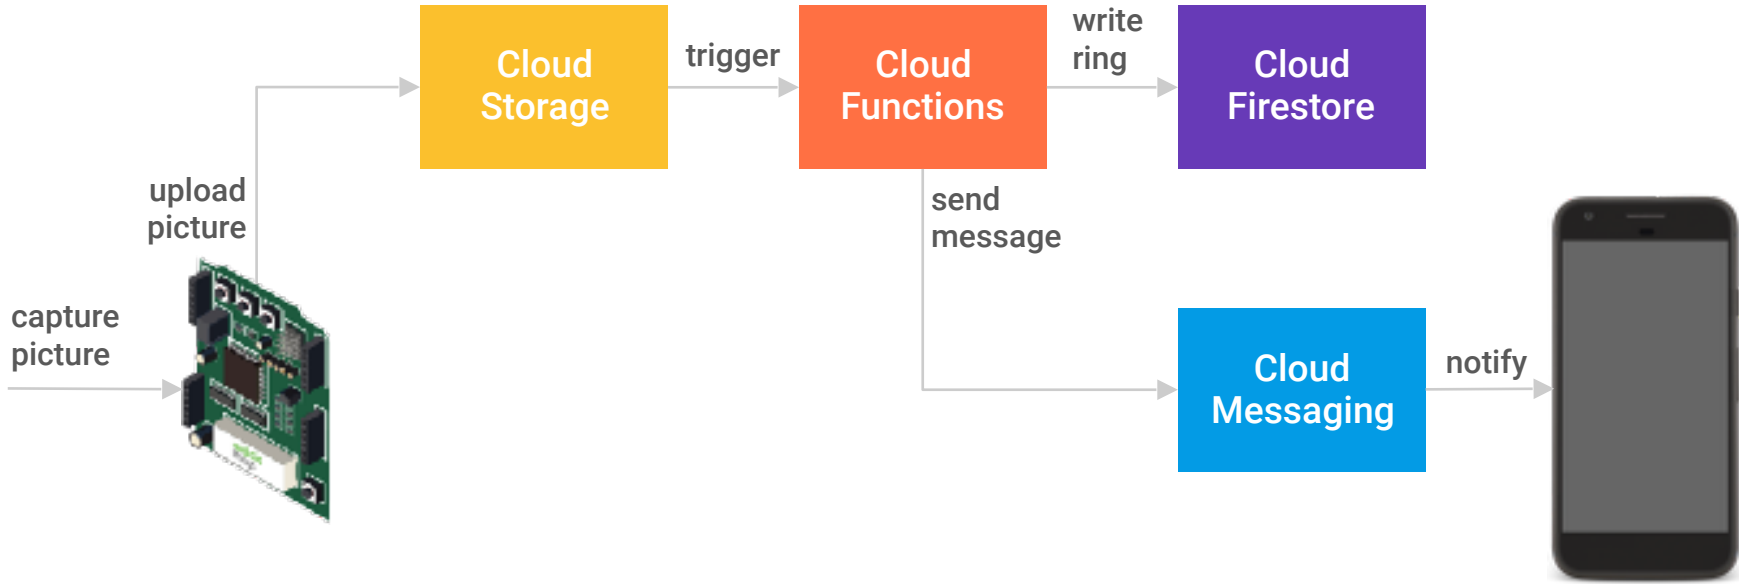 Cloud
Storage
trigger
Cloud
Functions
write
ring
Cloud
Firestore
upload
picture
send
message
capture
picture
Cloud
Messaging
notify